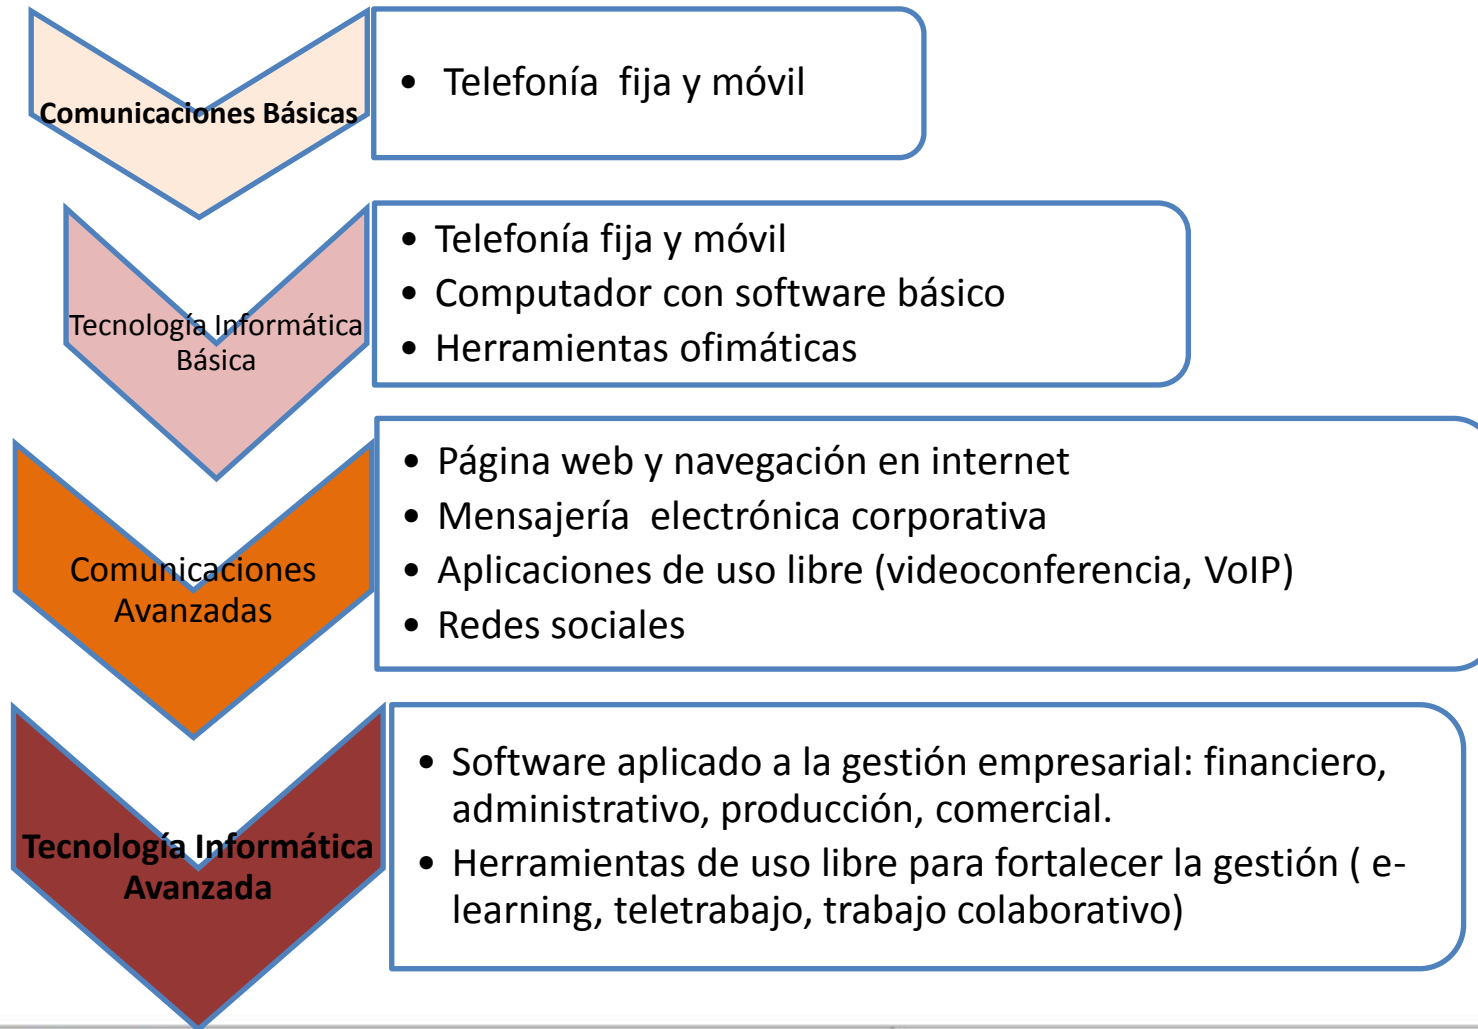 Comunicaciones Básicas
• Telefonía fija y móvil
Tecnología Informática
Básica
• Telefonía fija y móvil
• Computador con software básico
• Herramientas ofimáticas
Comunicaciones
Avanzadas
• Página web y navegación en internet
• Mensajería electrónica corporativa
• Aplicaciones de uso libre (videoconferencia, VoIP)
• Redes sociales
Tecnología Informática
Avanzada
• Software aplicado a la gestión empresarial: financiero,
administrativo, producción, comercial.
• Herramientas de uso libre para fortalecer la gestión ( e-
learning, teletrabajo, trabajo colaborativo)